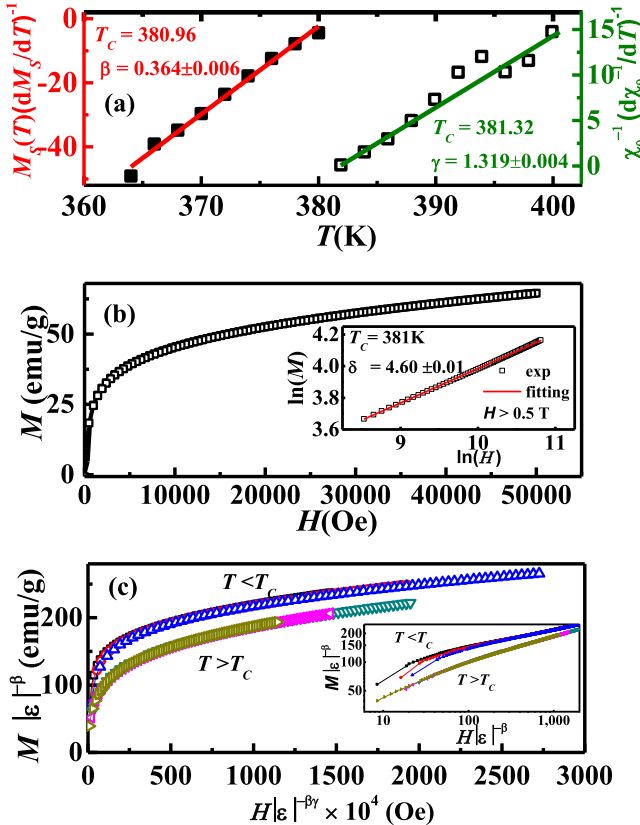 0
-20
-40
M_S(T)(dM_S/dT)^-1
T_C = 380.96
β = 0.364±0.006
(a)
T_C = 381.32
γ = 1.319±0.004
15
10
5
0
χ_0^-1 (dχ_0^-1/dT)^-1
360 370 380 390 400
T(K)
(b)
M (emu/g)
50
25
0
0 10000 20000 30000 40000 50000
H(Oe)
T_C = 381K
δ = 4.60 ±0.01
exp
fitting
H > 0.5 T
ln(M)
4.2
4.0
3.8
3.6
9 10 11
ln(H)
(c)
T <T_C
T >T_C
M |ε|^-β (emu/g)
200
100
0
0 500 1000 1500 2000 2500 3000
H|ε|^-βγ × 10^4 (Oe)
T <T_C
T >T_C
M |ε|^-β
200
150
100
50
10 100 1,000
H|ε|^-β